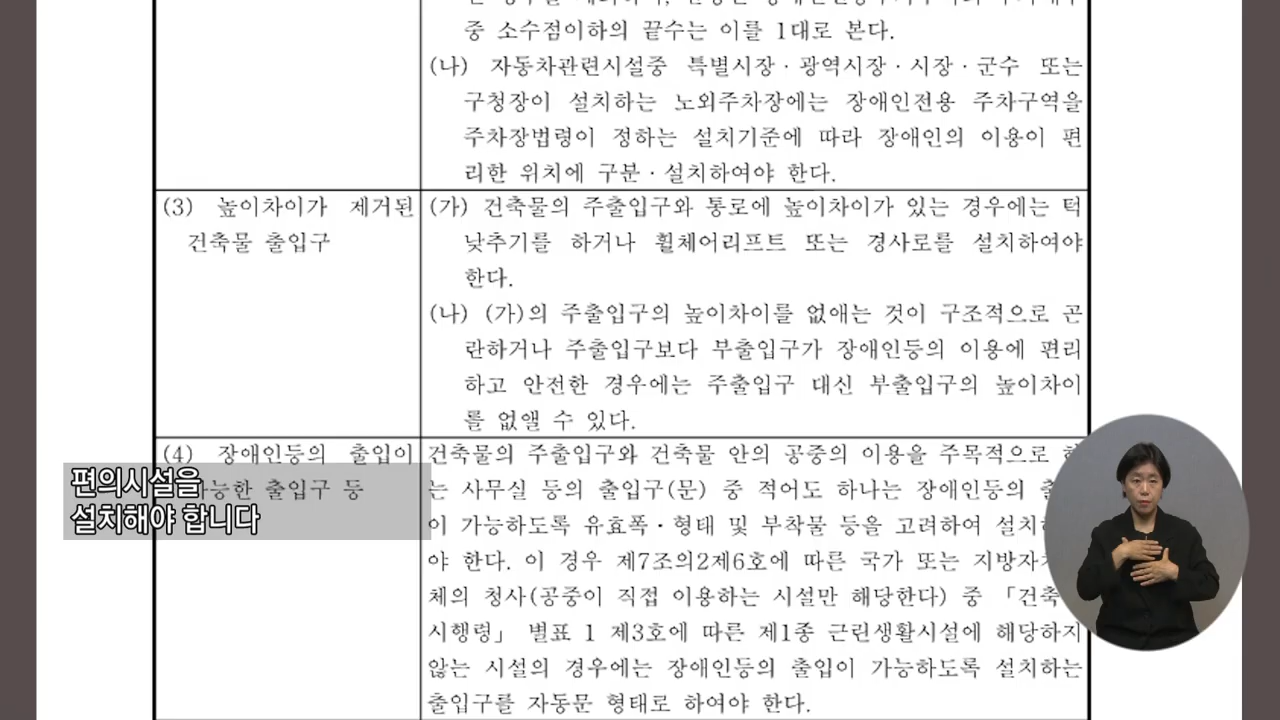 중 소수점이하의 끝수는 이를 1대로 본다.
(나) 자동차관련시설중 특별시장·광역시장·시장·군수 또는
구청장이 설치하는 노외주차장에는 장애인전용 주차구역을
주차장법령이 정하는 설치기준에 따라 장애인의 이용이 편
리한 위치에 구분·설치하여야 한다.
(3) 높이차이가 제거된
건축물 출입구
(가) 건축물의 주출입구와 통로에 높이차이가 있는 경우에는 턱
낮추기를 하거나 휠체어리프트 또는 경사로를 설치하여야
한다.
(나) (가)의 주출입구의 높이차이를 없애는 것이 구조적으로 곤
란하거나 주출입구보다 부출입구가 장애인등의 이용에 편리
하고 안전한 경우에는 주출입구 대신 부출입구의 높이차이
를 없앨 수 있다.
(4) 장애인등의 출입이
가능한 출입구 등
건축물의 주출입구와 건축물 안의 공중의 이용을 주목적으로
는 사무실 등의 출입구(문) 중 적어도 하나는 장애인등의
이 가능하도록 유효폭·형태 및 부착물 등을 고려하여
야 한다. 이 경우 제7조의2제6호에 따른 국가 또는
체의 청사(공중이 직접 이용하는 시설만 해당한다) 중 「건축
시행령」 별표 1 제3호에 따른 제1종 근린생활시설에 해당하지
않는 시설의 경우에는 장애인등의 출입이 가능하도록 설치하는
출입구를 자동문 형태로 하여야 한다.
편의시설을
설치해야 합니다